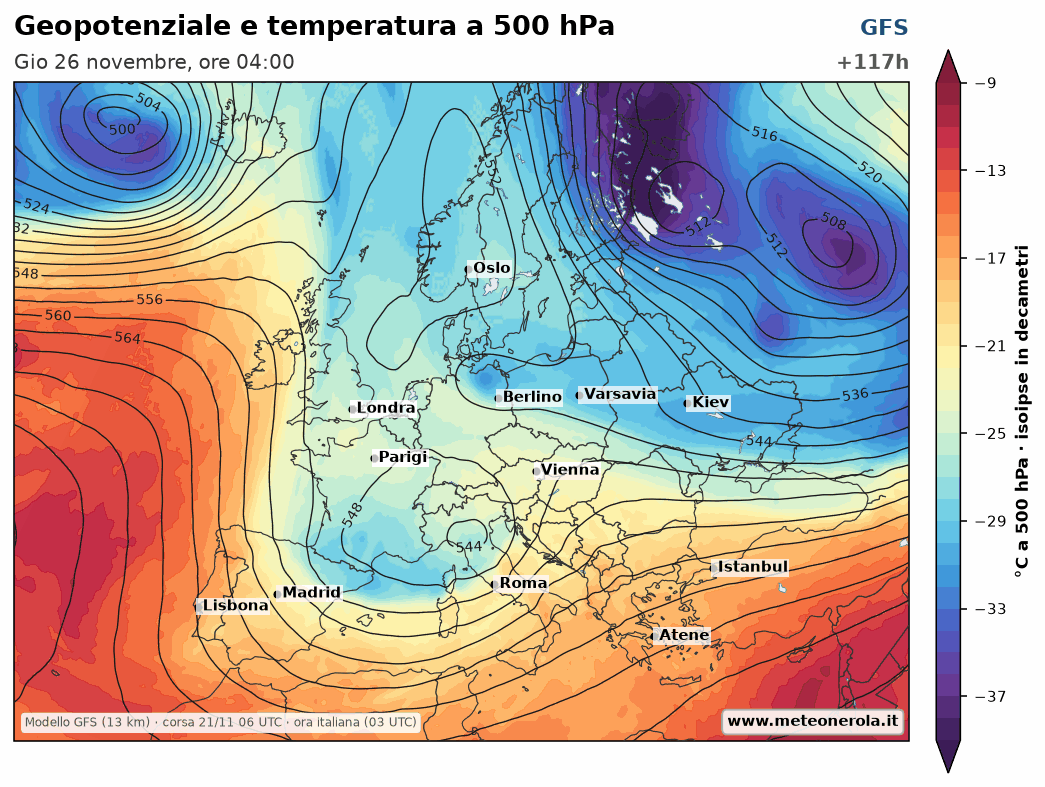 Geopotenziale e temperatura a 500 hPa
GFS
Gio 26 novembre, ore 04:00
+117h
504
500
524
32
548
556
560
564
552
516
520
508
512
512
536
544
548
544
Oslo
Londra
Berlino
Varsavia
Kiev
Parigi
Vienna
Madrid
Lisbona
Roma
Istanbul
Atene
Modello GFS (13 km) · corsa 21/11 06 UTC · ora italiana (03 UTC)
www.meteonerola.it
−9
−13
−17
−21
−25
−29
−33
−37
°C a 500 hPa · isoipse in decametri